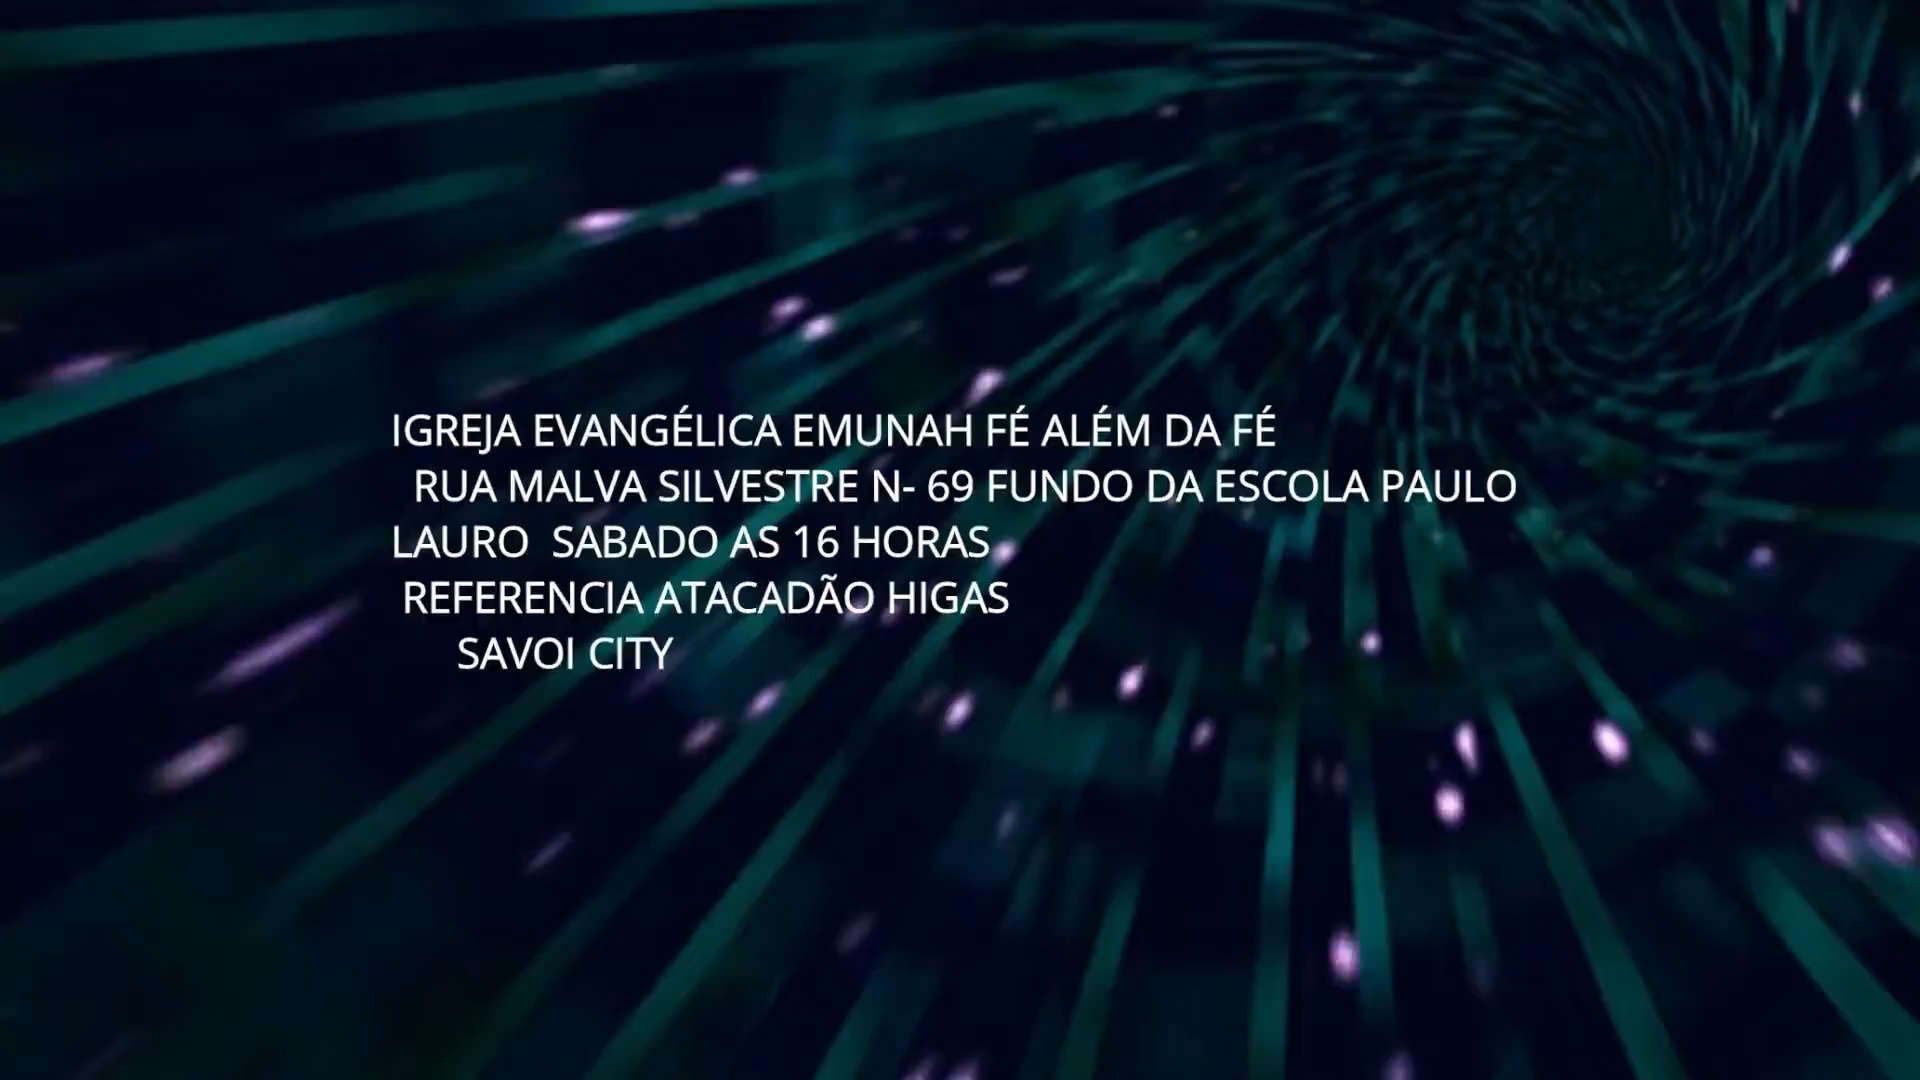 IGREJA EVANGÉLICA EMUNAH FÉ ALÉM DA FÉ
RUA MALVA SILVESTRE N- 69 FUNDO DA ESCOLA PAULO
LAURO  SABADO AS 16 HORAS
REFERENCIA ATACADÃO HIGAS
SAVOI CITY